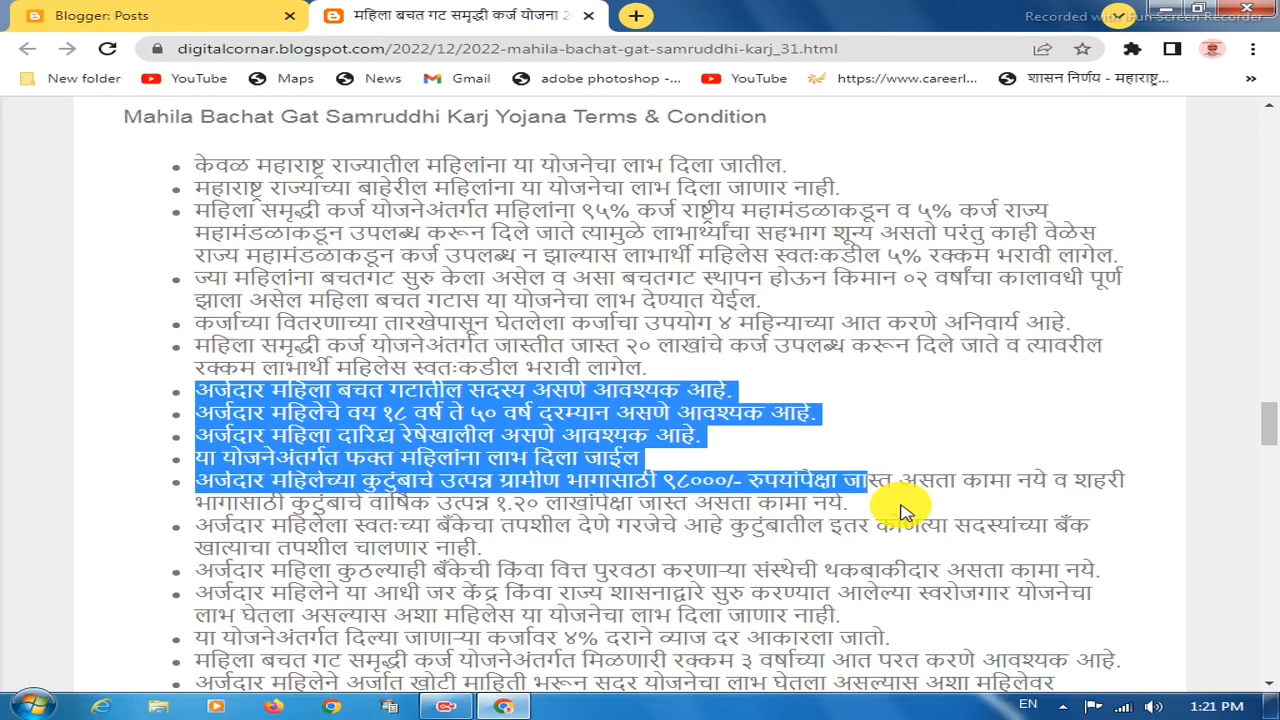 Blogger: Posts
महिला बचत गट समृद्धी कर्ज योजना 2
Recorded with iFun Screen Recorder
digitalcornar.blogspot.com/2022/12/2022-mahila-bachat-gat-samruddhi-karj_31.html
New folder YouTube Maps News Gmail adobe photoshop -... YouTube https://www.careerl... शासन निर्णय - महाराष्ट्र...
Mahila Bachat Gat Samruddhi Karj Yojana Terms & Condition
केवळ महाराष्ट्र राज्यातील महिलांना या योजनेचा लाभ दिला जातील.
महाराष्ट्र राज्याच्या बाहेरील महिलांना या योजनेचा लाभ दिला जाणार नाही.
महिला समृद्धी कर्ज योजनेअंतर्गत महिलांना ९५% कर्ज राष्ट्रीय महामंडळाकडून व ५% कर्ज राज्य
महामंडळाकडून उपलब्ध करून दिले जाते त्यामुळे लाभार्थ्यांचा सहभाग शून्य असतो परंतु काही वेळेस
राज्य महामंडळाकडून कर्ज उपलब्ध न झाल्यास लाभार्थी महिलेस स्वतःकडील ५% रक्कम भरावी लागेल.
ज्या महिलांना बचतगट सुरु केला असेल व असा बचतगट स्थापन होऊन किमान ०२ वर्षांचा कालावधी पूर्ण
झाला असेल महिला बचत गटास या योजनेचा लाभ देण्यात येईल.
कर्जाच्या वितरणाच्या तारखेपासून घेतलेला कर्जाचा उपयोग ४ महिन्याच्या आत करणे अनिवार्य आहे.
महिला समृद्धी कर्ज योजनेअंतर्गत जास्तीत जास्त २० लाखांचे कर्ज उपलब्ध करून दिले जाते व त्यावरील
रक्कम लाभार्थी महिलेस स्वतःकडील भरावी लागेल.
अर्जदार महिला बचत गटातील सदस्य असणे आवश्यक आहे.
अर्जदार महिलेचे वय १८ वर्ष ते ५० वर्ष दरम्यान असणे आवश्यक आहे.
अर्जदार महिला दारिद्य रेषेखालील असणे आवश्यक आहे.
या योजनेअंतर्गत फक्त महिलांना लाभ दिला जाईल
अर्जदार महिलेच्या कुटुंबाचे उत्पन्न ग्रामीण भागासाठी ९८०००/- रुपयांपेक्षा जास्त असता कामा नये व शहरी
भागासाठी कुटुंबाचे वार्षिक उत्पन्न १.२० लाखांपेक्षा जास्त असता कामा नये.
अर्जदार महिलेला स्वतःच्या बँकेचा तपशील देणे गरजेचे आहे कुटुंबातील इतर कोणत्या सदस्यांच्या बँक
खात्याचा तपशील चालणार नाही.
अर्जदार महिला कुठल्याही बँकेची किंवा वित्त पुरवठा करणाऱ्या संस्थेची थकबाकीदार असता कामा नये.
अर्जदार महिलेने या आधी जर केंद्र किंवा राज्य शासनाद्वारे सुरु करण्यात आलेल्या स्वरोजगार योजनेचा
लाभ घेतला असल्यास अशा महिलेस या योजनेचा लाभ दिला जाणार नाही.
या योजनेअंतर्गत दिल्या जाणाऱ्या कर्जावर ४% दराने व्याज दर आकारला जातो.
महिला बचत गट समृद्धी कर्ज योजनेअंतर्गत मिळणारी रक्कम ३ वर्षाच्या आत परत करणे आवश्यक आहे.
अर्जदार महिलेने अर्जात खोटी माहिती भरून सदर योजनेचा लाभ घेतला असल्यास अशा महिलेवर
EN 1:21 PM